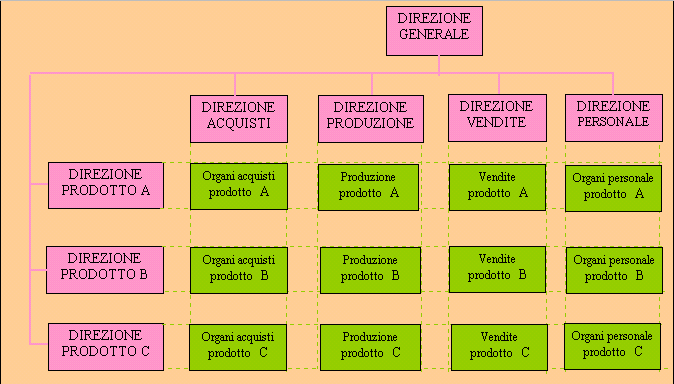 DIREZIONE
GENERALE
DIREZIONE
ACQUISTI
DIREZIONE
PRODUZIONE
DIREZIONE
VENDITE
DIREZIONE
PERSONALE
DIREZIONE
PRODOTTO A
Organi acquisti
prodotto A
Produzione
prodotto A
Vendite
prodotto A
Organi personale
prodotto A
DIREZIONE
PRODOTTO B
Organi acquisti
prodotto B
Produzione
prodotto B
Vendite
prodotto B
Organi personale
prodotto B
DIREZIONE
PRODOTTO C
Organi acquisti
prodotto C
Produzione
prodotto C
Vendite
prodotto C
Organi personale
prodotto C